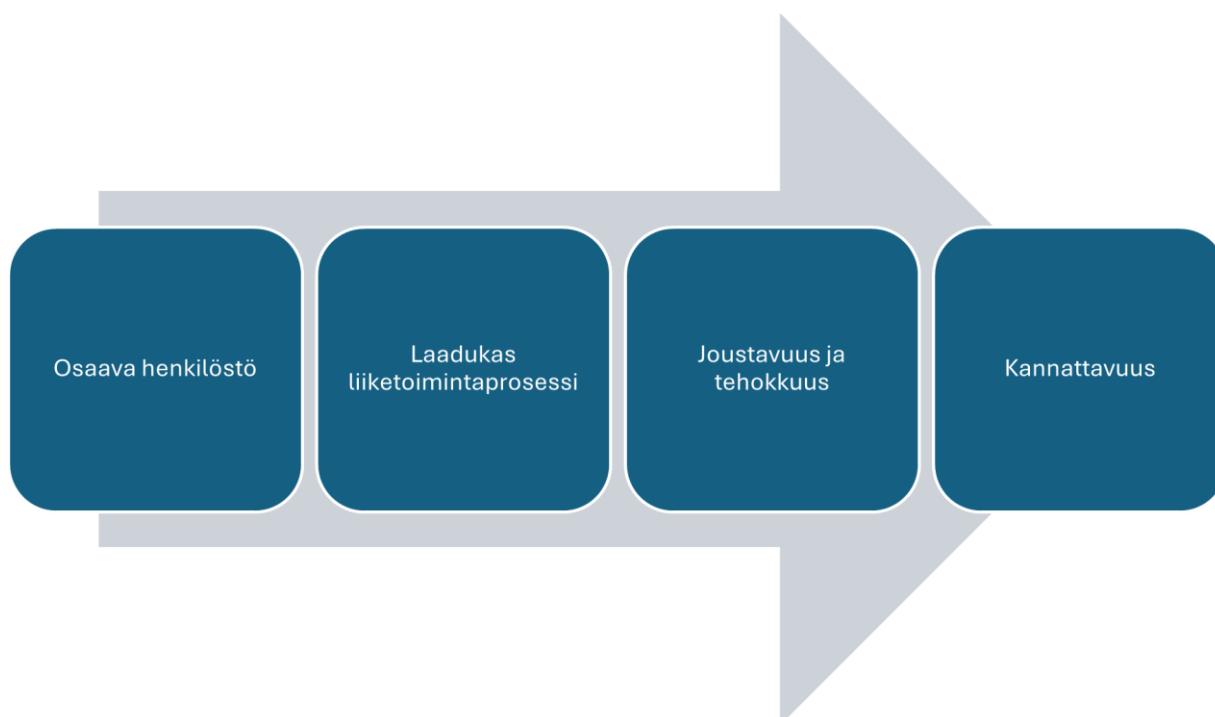 Osaava henkilöstö
Laadukas
liiketoimintaprosessi
Joustavuus ja
tehokkuus
Kannattavuus